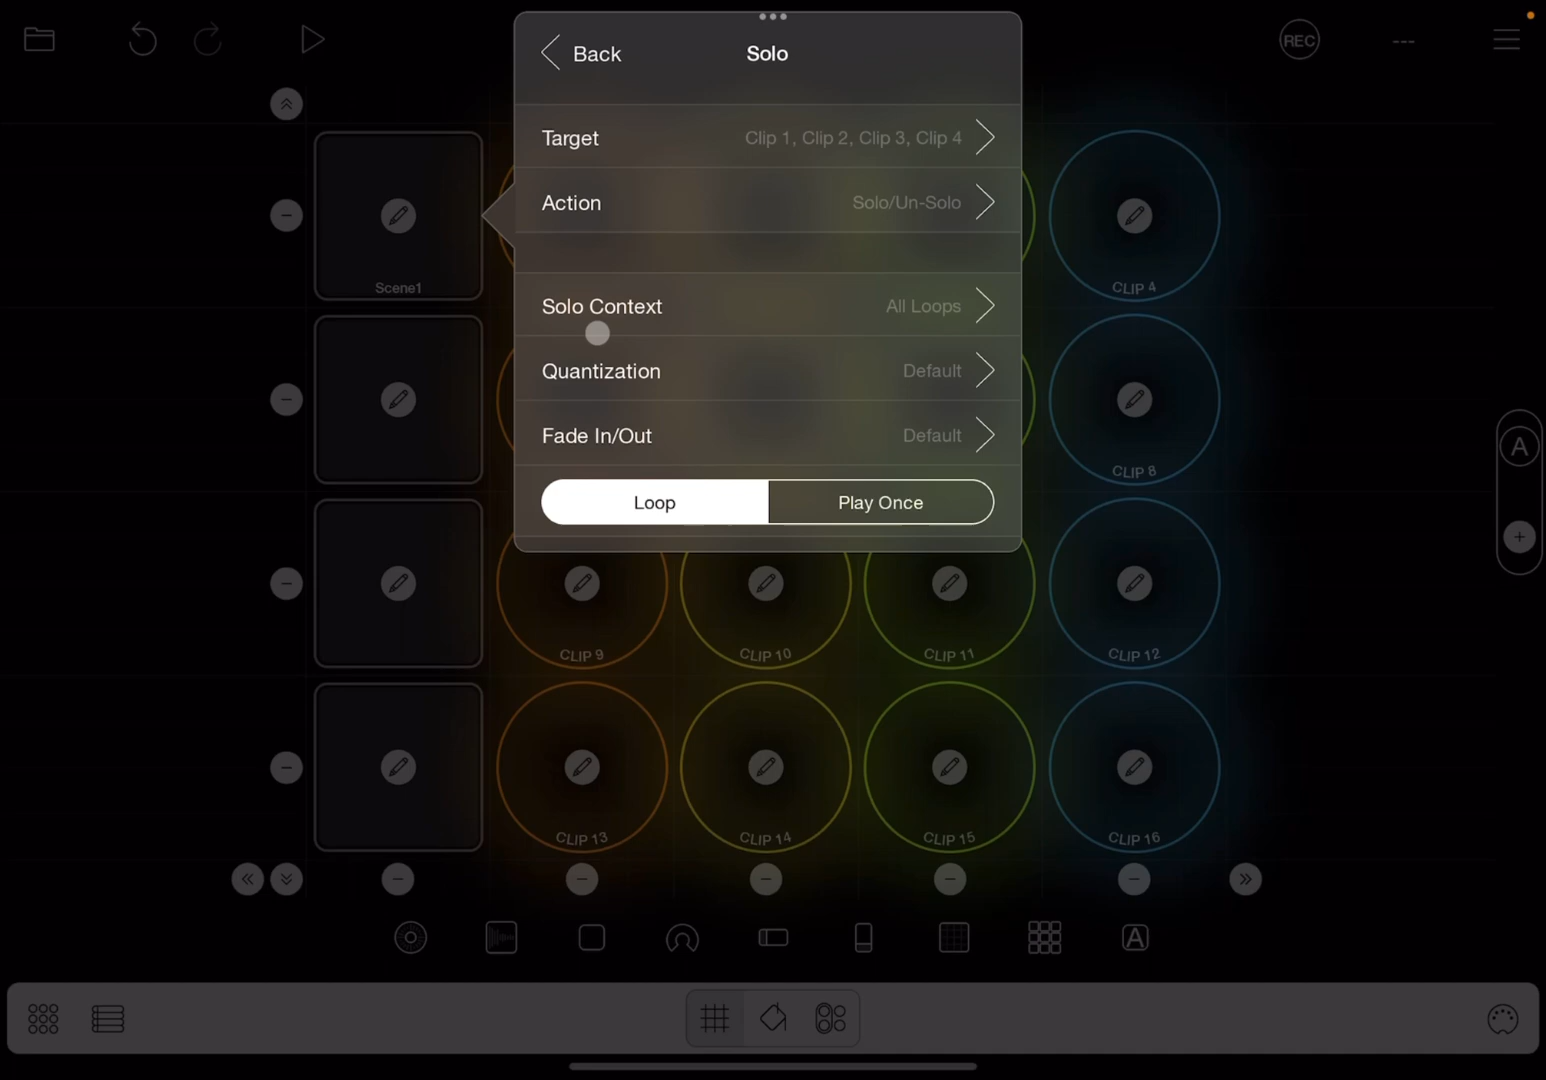 Back
Solo
REC
---
Target
Clip 1, Clip 2, Clip 3, Clip 4
Action
Solo/Un-Solo
Scene1
CLIP 4
Solo Context
All Loops
Quantization
Default
A
Fade In/Out
Default
CLIP 8
Loop
Play Once
CLIP 9
CLIP 10
CLIP 11
CLIP 12
CLIP 13
CLIP 14
CLIP 15
CLIP 16
A